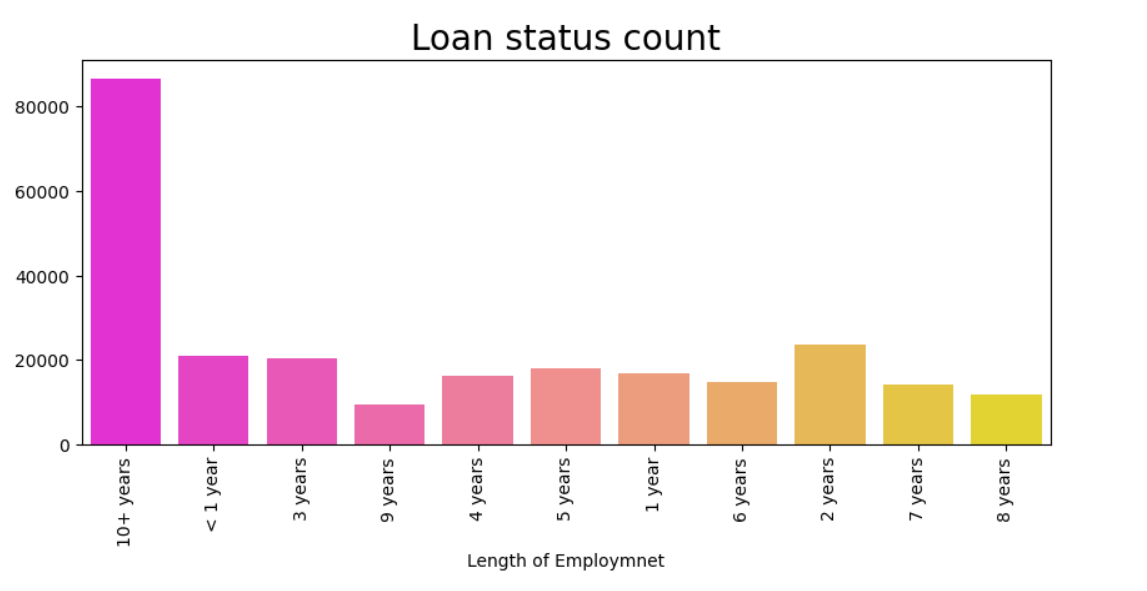 Loan status count
80000
60000
40000
20000
0
10+ years
< 1 year
3 years
9 years
4 years
5 years
1 year
6 years
2 years
7 years
8 years
Length of Employmnet